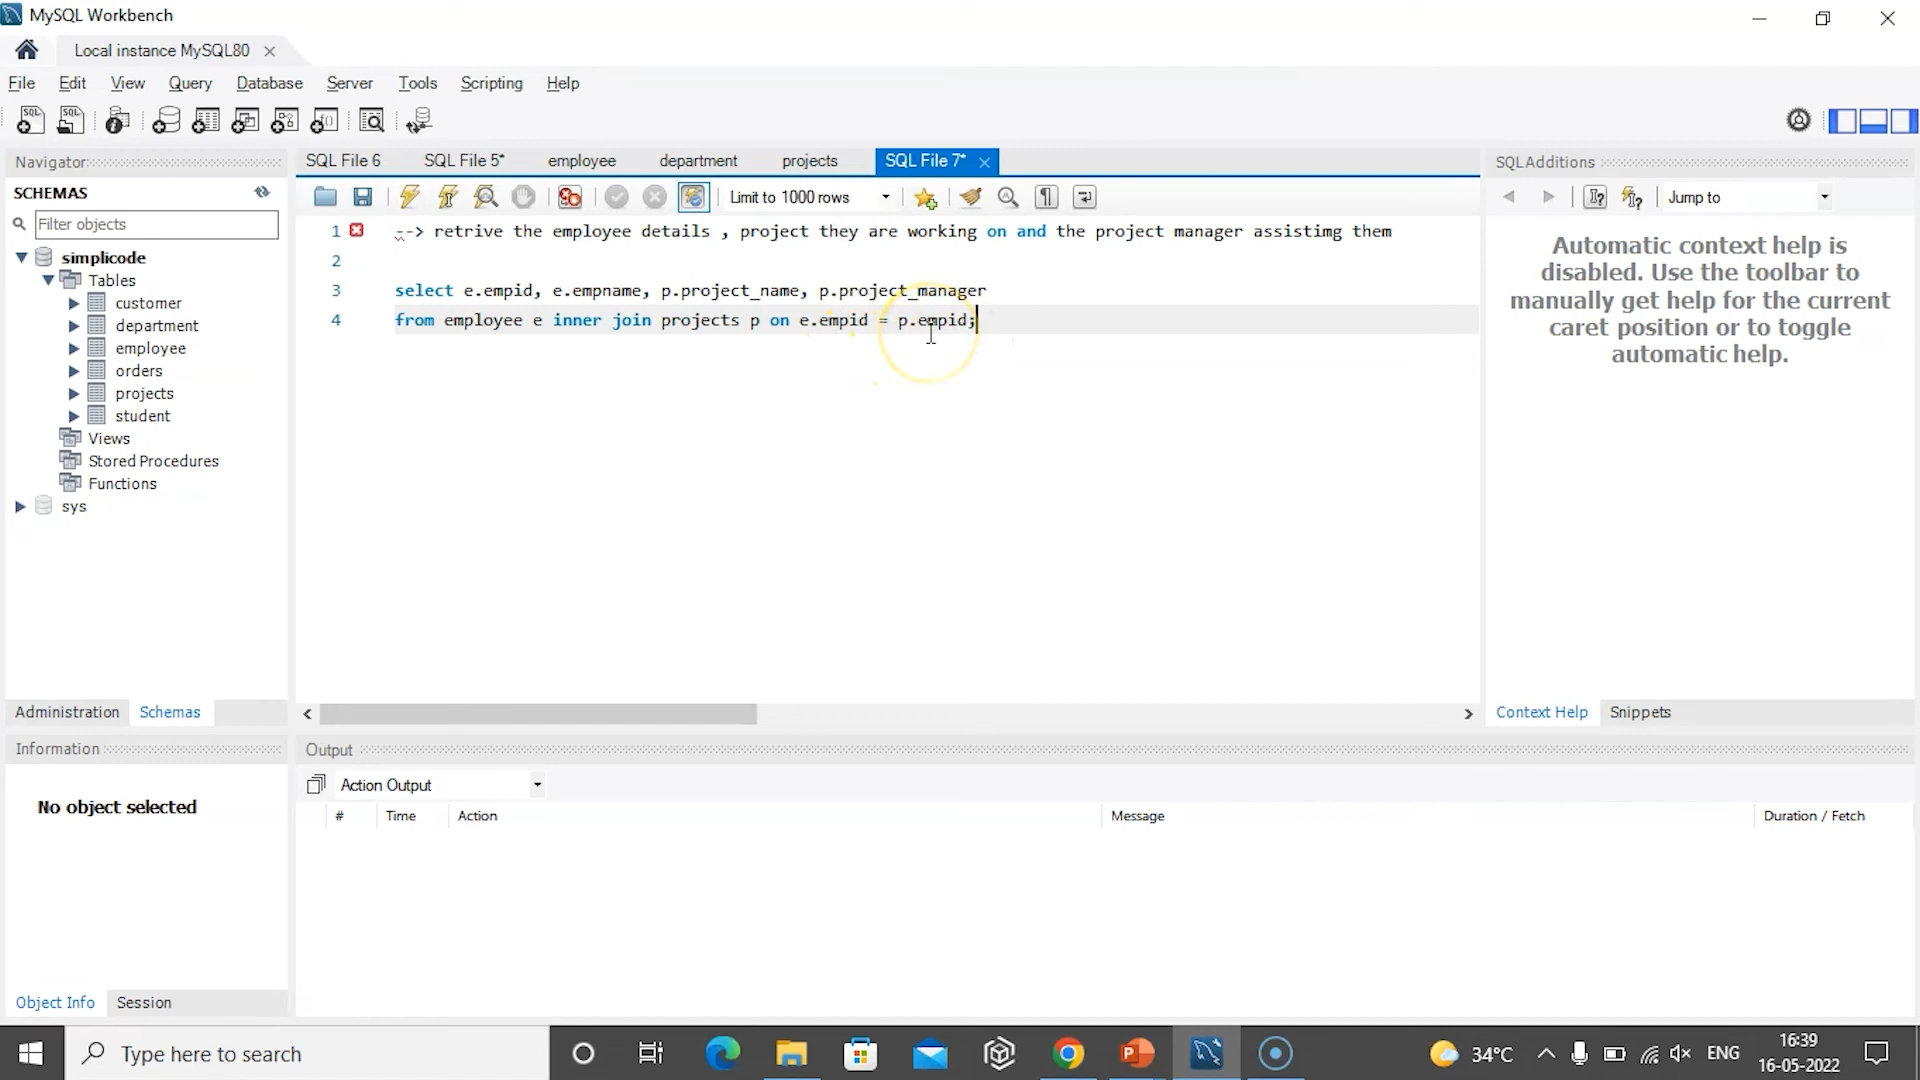 MySQL Workbench
Local instance MySQL80
File Edit View Query Database Server Tools Scripting Help
Navigator
SCHEMAS
Filter objects
simplicode
Tables
customer
department
employee
orders
projects
student
Views
Stored Procedures
Functions
sys
Administration Schemas
Information
No object selected
Object Info Session
SQL File 6 SQL File 5* employee department projects SQL File 7*
Limit to 1000 rows
1 --> retrive the employee details , project they are working on and the project manager assistimg them
2
3 select e.empid, e.empname, p.project_name, p.project_manager
4 from employee e inner join projects p on e.empid = p.empid;
Output
Action Output
# Time Action Message Duration / Fetch
SQLAdditions
Jump to
Automatic context help is
disabled. Use the toolbar to
manually get help for the current
caret position or to toggle
automatic help.
Context Help Snippets
Type here to search
34°C
ENG
16:39
16-05-2022